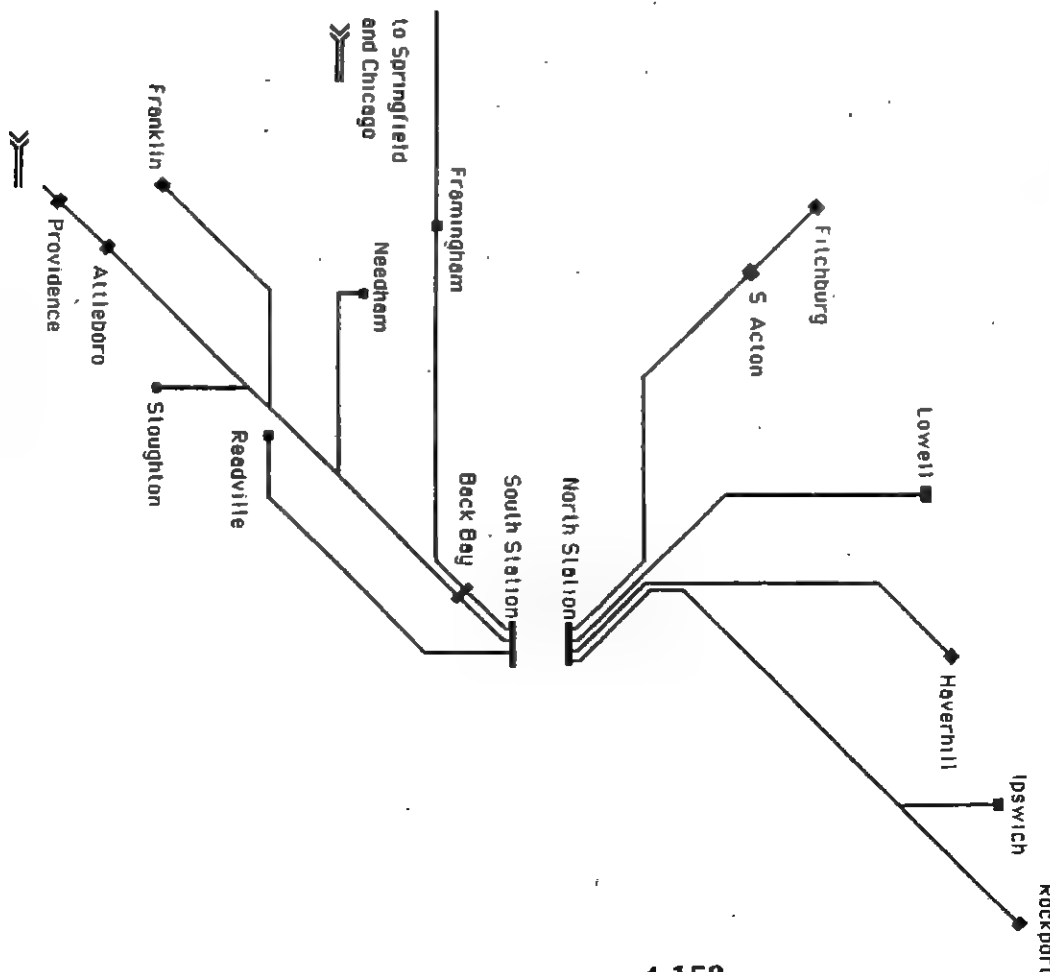 to Springfield
and Chicago
Franklin
Framingham
Needham
Providence
Attleboro
Stoughton
Readville
Back Bay
South Station
North Station
Fitchburg
S Acton
Lowell
Haverhill
Ipswich
Rockport